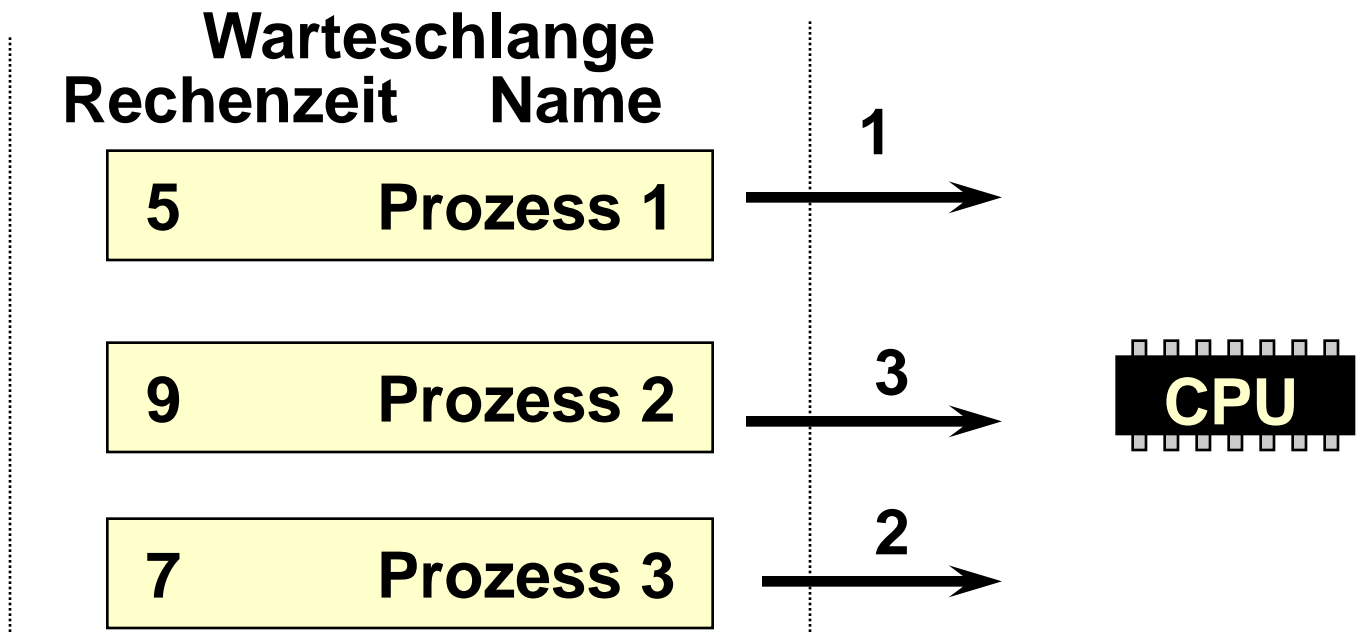 Warteschlange
Rechenzeit Name
1
5 Prozess 1
3
9 Prozess 2
CPU
2
7 Prozess 3